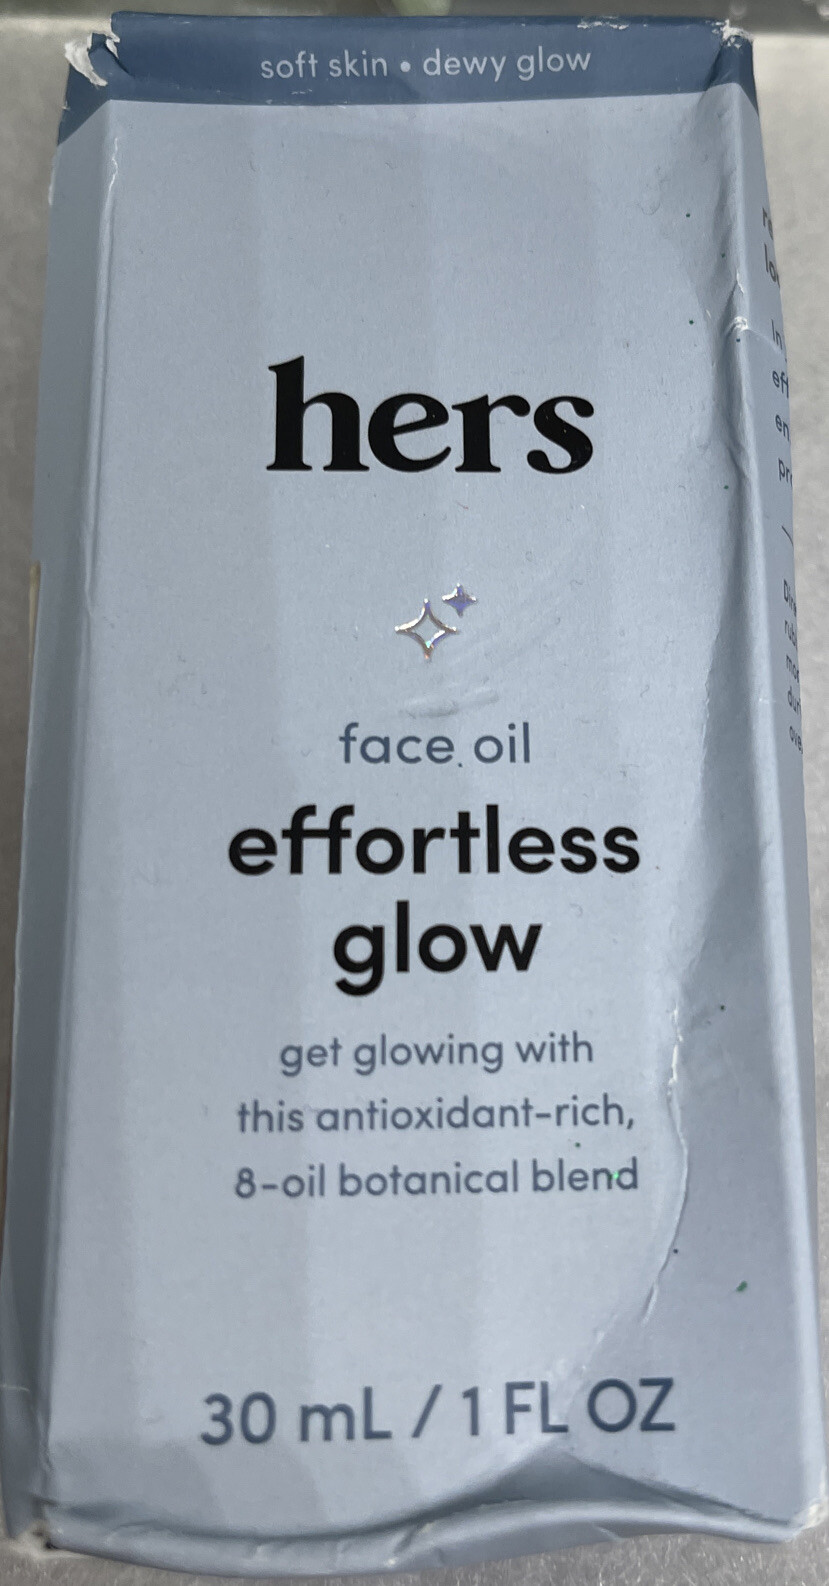 soft skin • dewy glow
hers
face oil
effortless
glow
get glowing with
this antioxidant-rich,
8-oil botanical blend
30 mL / 1 FL OZ